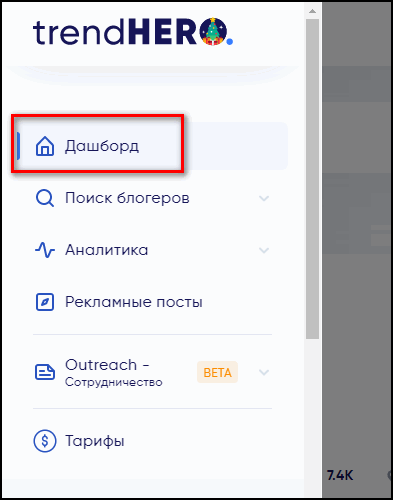 trendHERO.
Дашборд
Поиск блогеров
Аналитика
Рекламные посты
Outreach -
Сотрудничество
BETA
Тарифы
7.4K